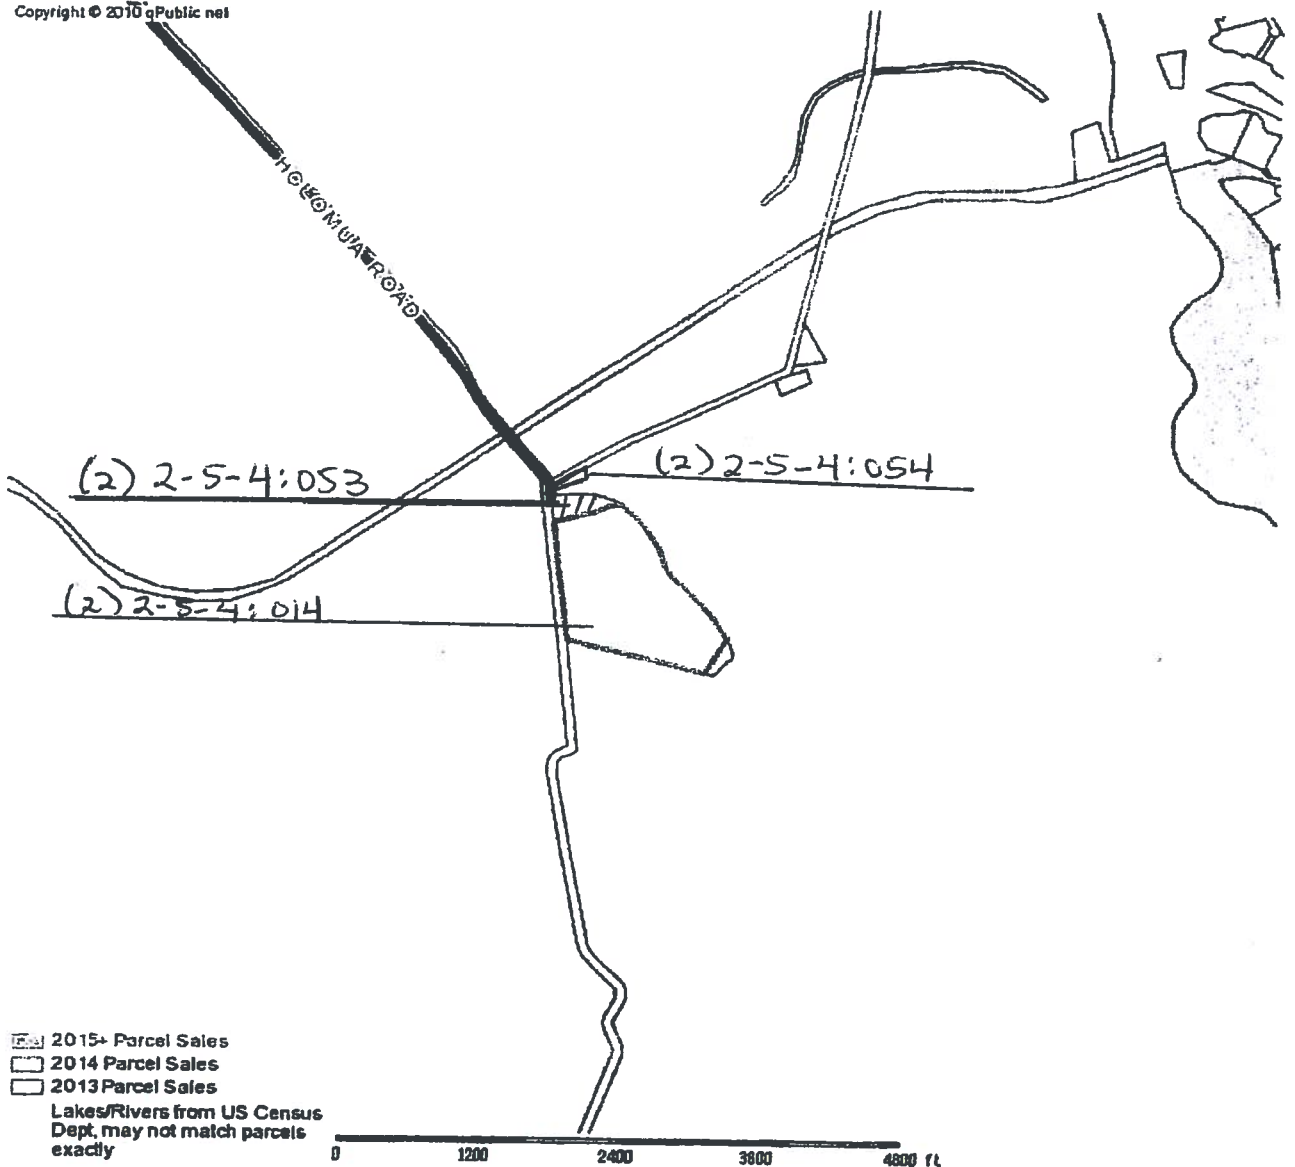 Copyright © 2010 qPublic net
HOLOMUA ROAD
(2) 2-5-4:053
(2) 2-5-4:054
(2) 2-5-4:014
2015+ Parcel Sales
2014 Parcel Sales
2013 Parcel Sales
Lakes/Rivers from US Census
Dept, may not match parcels
exactly
0 1200 2400 3800 4800 ft